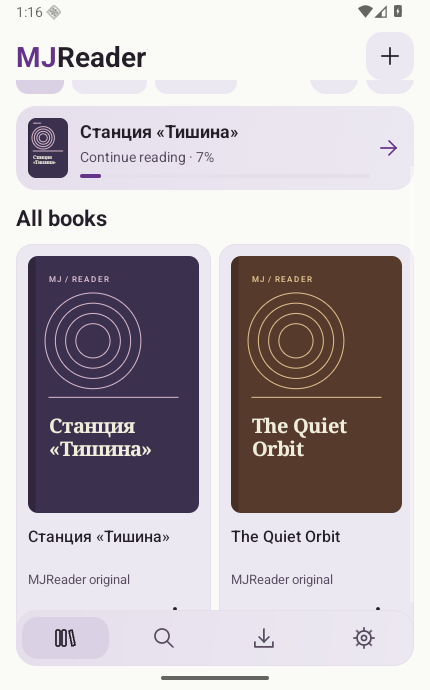 1:16
MJReader
Станция «Тишина»
Continue reading · 7%
All books
MJ / READER
Станция
«Тишина»
Станция «Тишина»
MJReader original
MJ / READER
The Quiet
Orbit
The Quiet Orbit
MJReader original